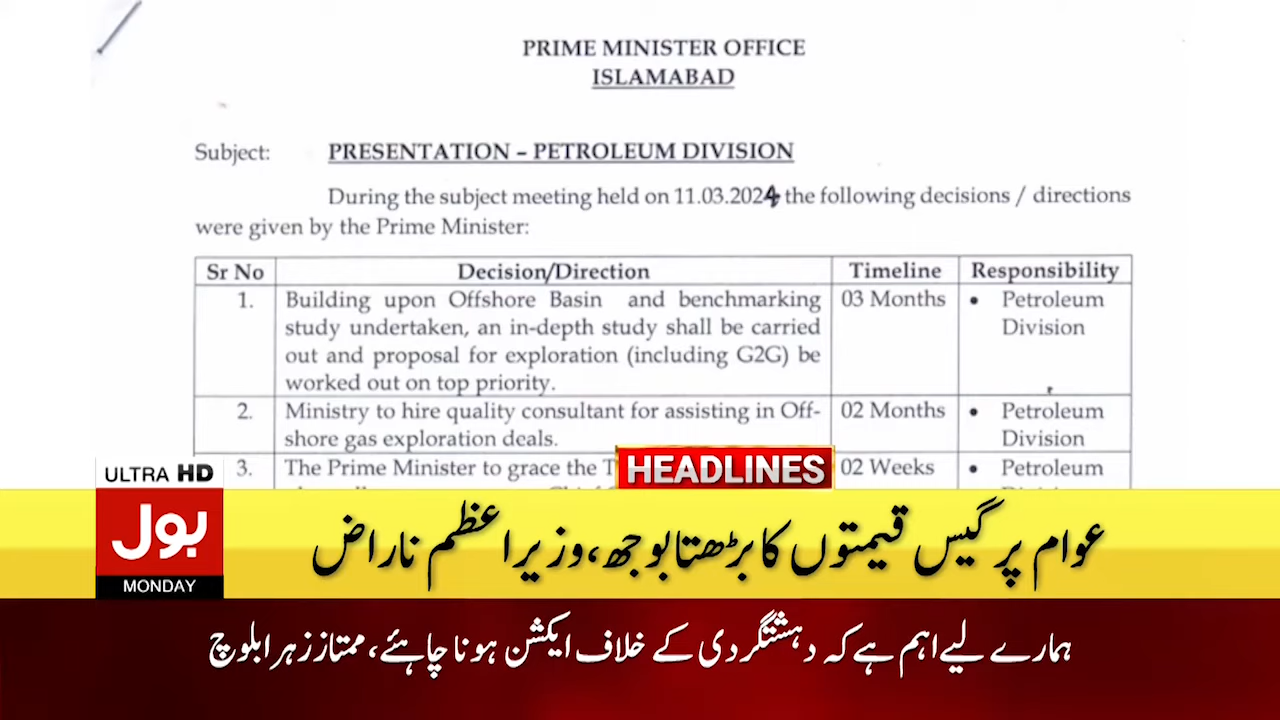 PRIME MINISTER OFFICE
ISLAMABAD
Subject: PRESENTATION – PETROLEUM DIVISION
During the subject meeting held on 11.03.2024 the following decisions / directions
were given by the Prime Minister:
Sr No Decision/Direction Timeline Responsibility
1. Building upon Offshore Basin and benchmarking 03 Months • Petroleum
study undertaken, an in-depth study shall be carried Division
out and proposal for exploration (including G2G) be
worked out on top priority.
2. Ministry to hire quality consultant for assisting in Off- 02 Months • Petroleum
shore gas exploration deals. Division
3. The Prime Minister to grace the 02 Weeks • Petroleum
HEADLINES
ULTRA HD
بول
MONDAY
عوام پر گیس قیمتوں کا بڑھتا بوجھ، وزیراعظم ناراض
ہمارے لیے اہم ہے کہ دہشتگردی کے خلاف ایکشن ہونا چاہئے، ممتاز زہرا بلوچ